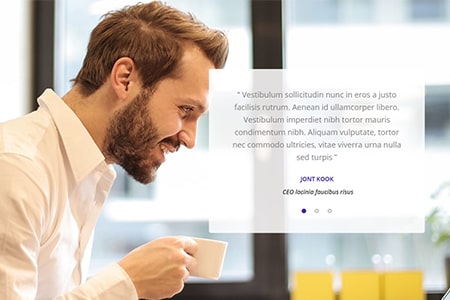 " Vestibulum sollicitudin nunc in eros a justo
facilisis rutrum. Aenean id ullamcorper libero.
Vestibulum imperdiet nibh tortor mauris
condimentum nibh. Aliquam vulputate, tortor
nec commodo ultricies, vitae viverra urna nulla
sed turpis "
JONT KOOK
CEO lacinia faucibus risus